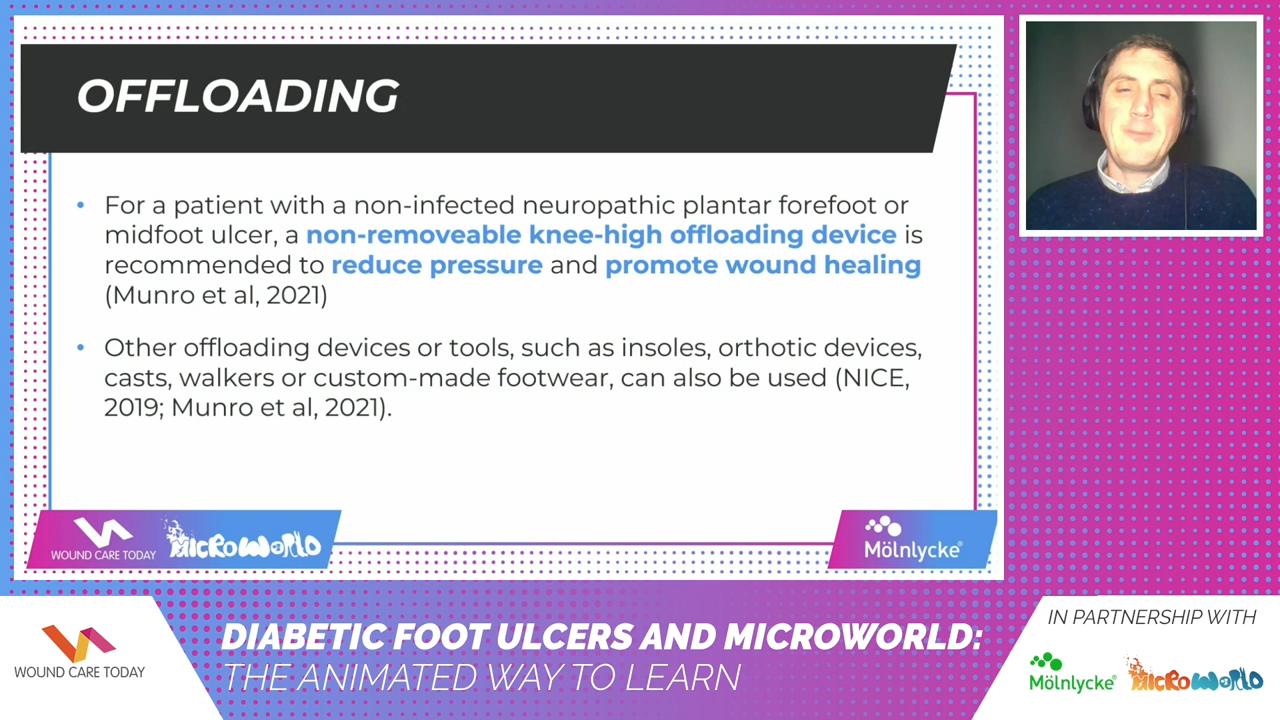 OFFLOADING
• For a patient with a non-infected neuropathic plantar forefoot or
midfoot ulcer, a non-removeable knee-high offloading device is
recommended to reduce pressure and promote wound healing
(Munro et al, 2021)
• Other offloading devices or tools, such as insoles, orthotic devices,
casts, walkers or custom-made footwear, can also be used (NICE,
2019; Munro et al, 2021).
WOUND CARE TODAY
MICROWORLD
Mölnlycke®
WOUND CARE TODAY
DIABETIC FOOT ULCERS AND MICROWORLD:
THE ANIMATED WAY TO LEARN
IN PARTNERSHIP WITH
Mölnlycke®
MICROWORLD